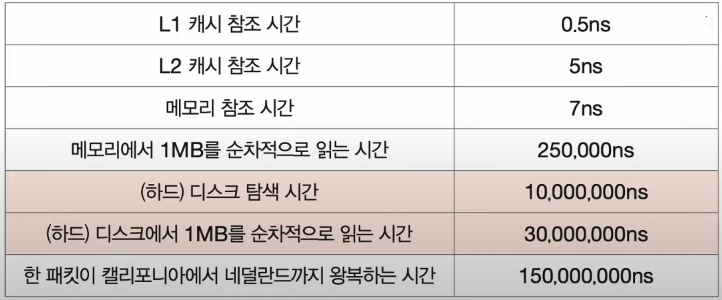 L1 캐시 참조 시간 0.5ns
L2 캐시 참조 시간 5ns
메모리 참조 시간 7ns
메모리에서 1MB를 순차적으로 읽는 시간 250,000ns
(하드) 디스크 탐색 시간 10,000,000ns
(하드) 디스크에서 1MB를 순차적으로 읽는 시간 30,000,000ns
한 패킷이 캘리포니아에서 네덜란드까지 왕복하는 시간 150,000,000ns